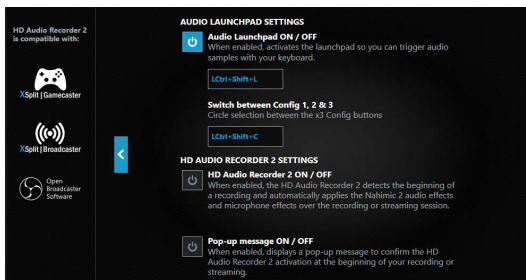 HD Audio Recorder 2
is compatible with:
XSplit | Gamecaster
XSplit | Broadcaster
Open
Broadcaster
Software
AUDIO LAUNCHPAD SETTINGS
Audio Launchpad ON / OFF
When enabled, activates the launchpad so you can trigger audio
samples with your keyboard.
LCtrl+Shift+L
Switch between Config 1, 2 & 3
Circle selection between the x3 Config buttons
LCtrl+Shift+C
HD AUDIO RECORDER 2 SETTINGS
HD Audio Recorder 2 ON / OFF
When enabled, the HD Audio Recorder 2 detects the beginning of
a recording and automatically applies the Nahimic 2 audio effects
and microphone effects over the recording or streaming session.
Pop-up message ON / OFF
When enabled, displays a pop-up message to confirm the HD
Audio Recorder 2 activation at the beginning of your recording or
streaming.